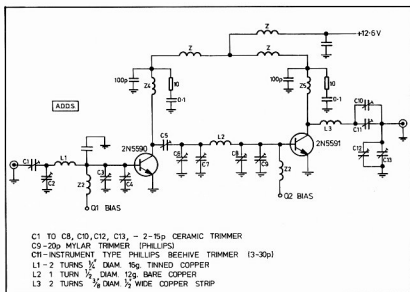 Z
+12·6V
Z
Z
100p
Z4
10
0·1
100p
Z5
10
0·1
A.D.D.S.
C10
C11
L3
2N5590
C5
L2
2N5591
C1
L1
C2
Z2
C3
C4
C6
C7
C8
C9
Z2
C12
C13
Q1 BIAS
Q2 BIAS
C1 TO C8, C10, C12, C13, – 2-15p CERAMIC TRIMMER
C9 -20p MYLAR TRIMMER (PHILLIPS)
C11-INSTRUMENT TYPE PHILLIPS BEEHIVE TRIMMER (3-30p)
L1 - 2 TURNS ¼" DIAM. 16g. TINNED COPPER
L2 1 TURN ½" DIAM. 12g. BARE COPPER
L3 2 TURNS ⅜" DIAM. ½" WIDE COPPER STRIP